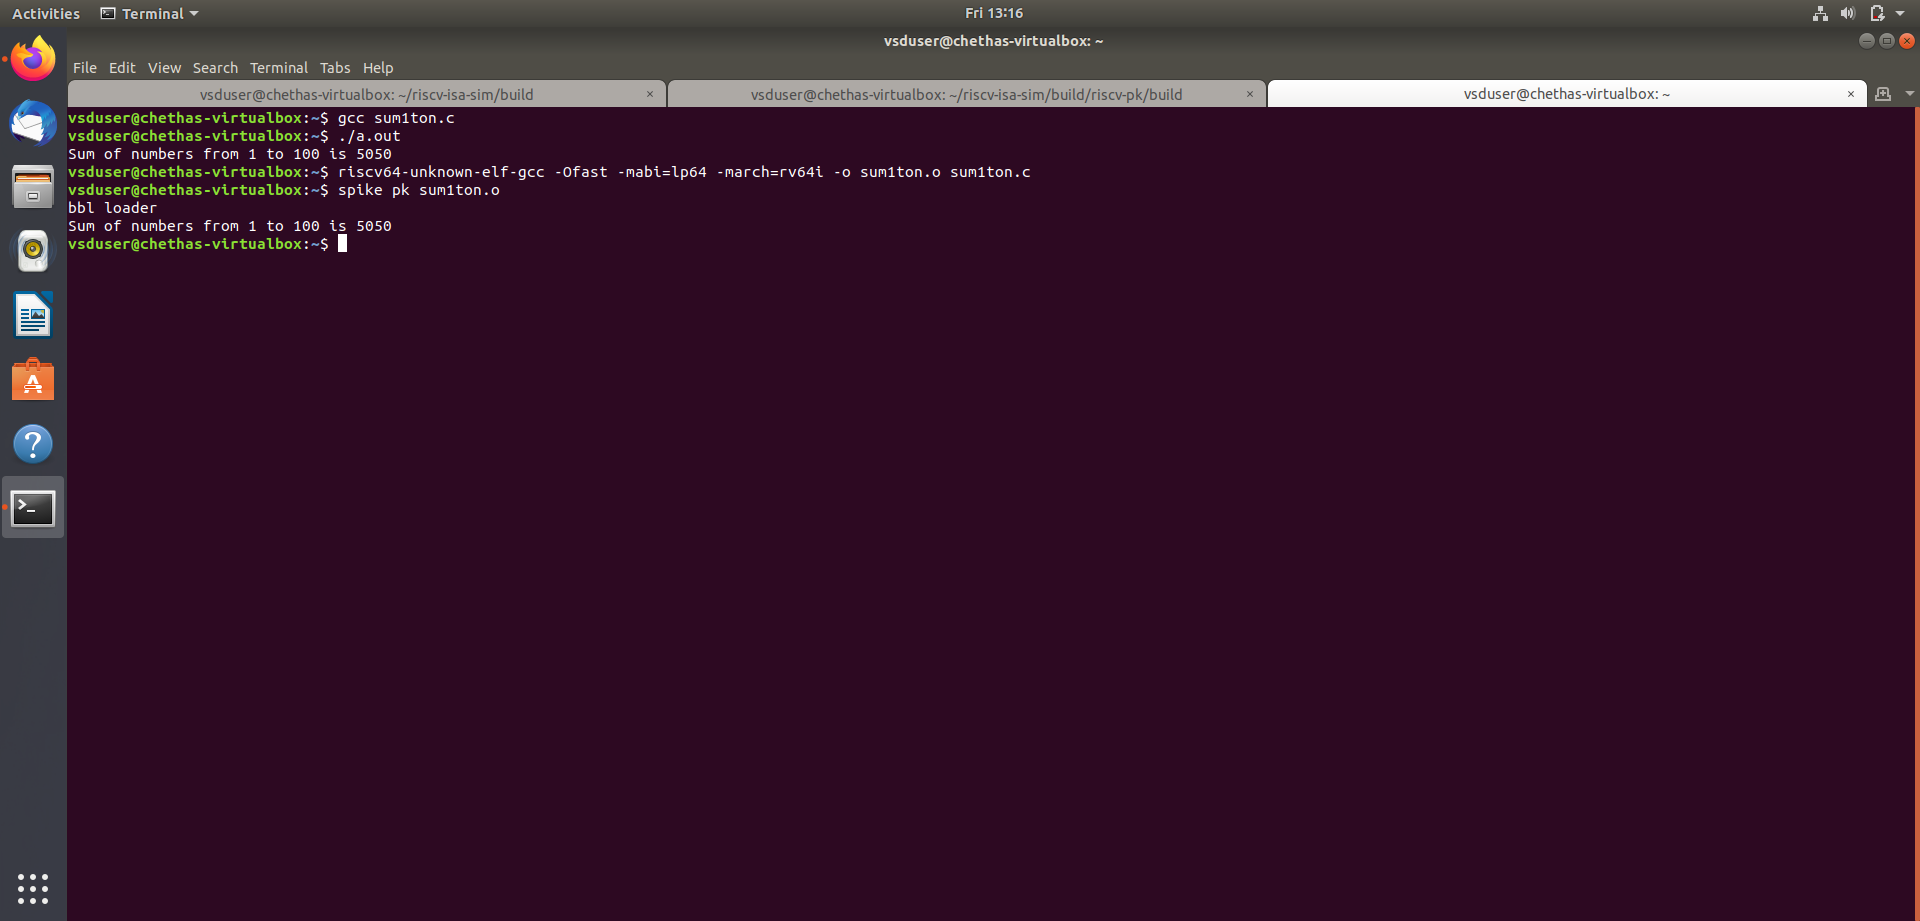 Activities Terminal Fri 13:16
vsduser@chethas-virtualbox: ~
File Edit View Search Terminal Tabs Help
vsduser@chethas-virtualbox: ~/riscv-isa-sim/build × vsduser@chethas-virtualbox: ~/riscv-isa-sim/build/riscv-pk/build × vsduser@chethas-virtualbox: ~ ×
vsduser@chethas-virtualbox:~$ gcc sum1ton.c
vsduser@chethas-virtualbox:~$ ./a.out
Sum of numbers from 1 to 100 is 5050
vsduser@chethas-virtualbox:~$ riscv64-unknown-elf-gcc -Ofast -mabi=lp64 -march=rv64i -o sum1ton.o sum1ton.c
vsduser@chethas-virtualbox:~$ spike pk sum1ton.o
bbl loader
Sum of numbers from 1 to 100 is 5050
vsduser@chethas-virtualbox:~$